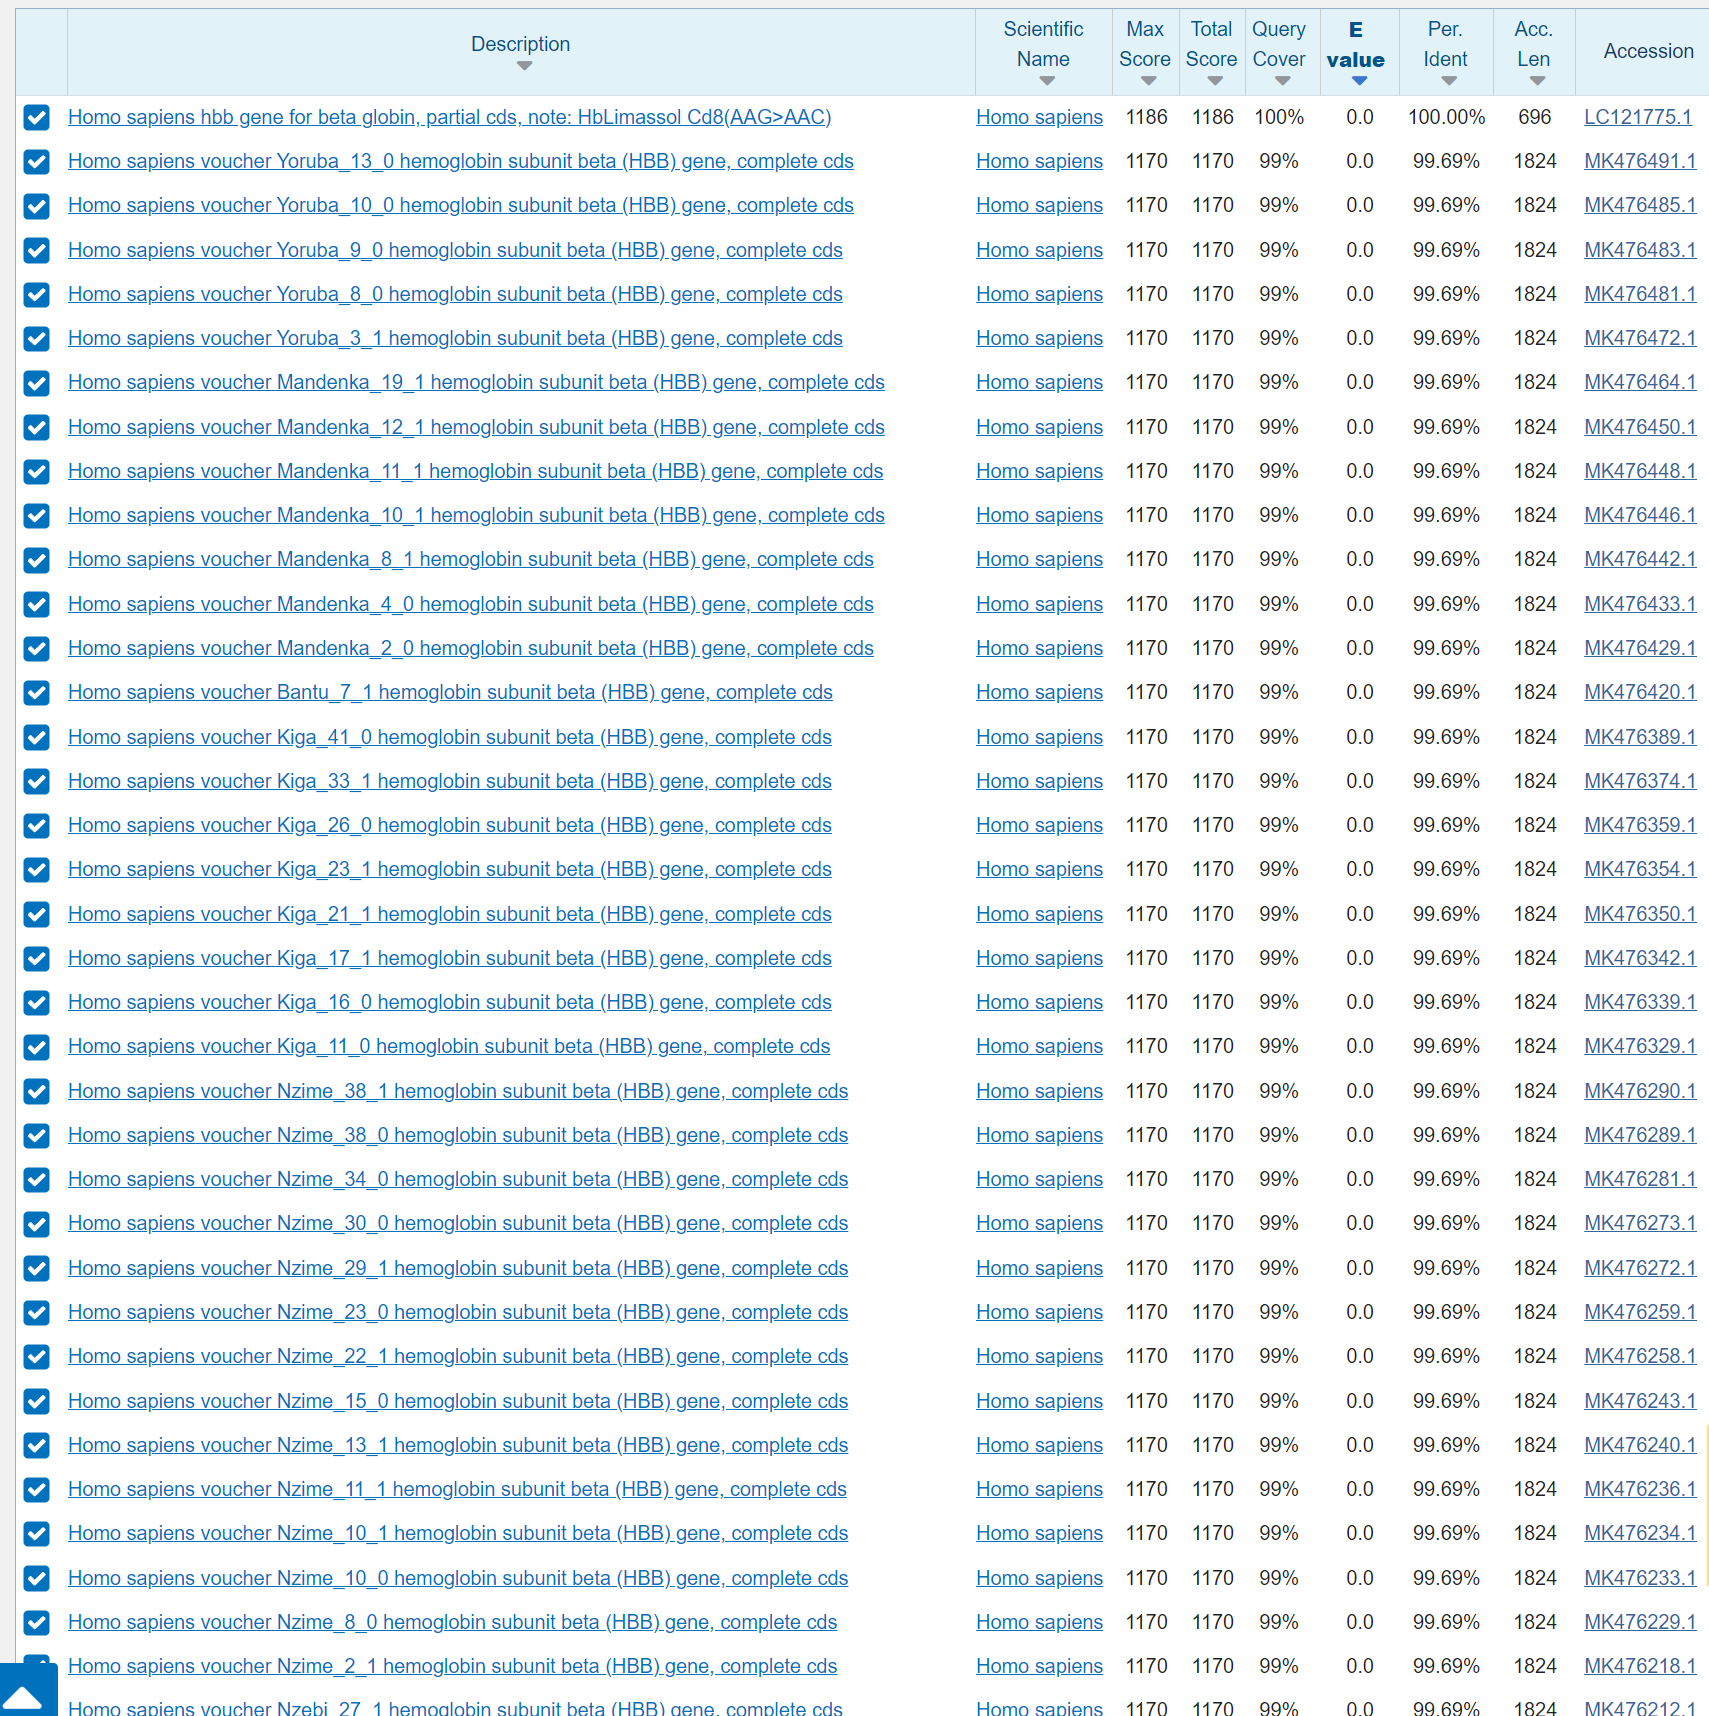 Description Scientific Name Max Score Total Score Query Cover E value Per. Ident Acc. Len Accession
Homo sapiens hbb gene for beta globin, partial cds, note: HbLimassol Cd8(AAG>AAC) Homo sapiens 1186 1186 100% 0.0 100.00% 696 LC121775.1
Homo sapiens voucher Yoruba_13_0 hemoglobin subunit beta (HBB) gene, complete cds Homo sapiens 1170 1170 99% 0.0 99.69% 1824 MK476491.1
Homo sapiens voucher Yoruba_10_0 hemoglobin subunit beta (HBB) gene, complete cds Homo sapiens 1170 1170 99% 0.0 99.69% 1824 MK476485.1
Homo sapiens voucher Yoruba_9_0 hemoglobin subunit beta (HBB) gene, complete cds Homo sapiens 1170 1170 99% 0.0 99.69% 1824 MK476483.1
Homo sapiens voucher Yoruba_8_0 hemoglobin subunit beta (HBB) gene, complete cds Homo sapiens 1170 1170 99% 0.0 99.69% 1824 MK476481.1
Homo sapiens voucher Yoruba_3_1 hemoglobin subunit beta (HBB) gene, complete cds Homo sapiens 1170 1170 99% 0.0 99.69% 1824 MK476472.1
Homo sapiens voucher Mandenka_19_1 hemoglobin subunit beta (HBB) gene, complete cds Homo sapiens 1170 1170 99% 0.0 99.69% 1824 MK476464.1
Homo sapiens voucher Mandenka_12_1 hemoglobin subunit beta (HBB) gene, complete cds Homo sapiens 1170 1170 99% 0.0 99.69% 1824 MK476450.1
Homo sapiens voucher Mandenka_11_1 hemoglobin subunit beta (HBB) gene, complete cds Homo sapiens 1170 1170 99% 0.0 99.69% 1824 MK476448.1
Homo sapiens voucher Mandenka_10_1 hemoglobin subunit beta (HBB) gene, complete cds Homo sapiens 1170 1170 99% 0.0 99.69% 1824 MK476446.1
Homo sapiens voucher Mandenka_8_1 hemoglobin subunit beta (HBB) gene, complete cds Homo sapiens 1170 1170 99% 0.0 99.69% 1824 MK476442.1
Homo sapiens voucher Mandenka_4_0 hemoglobin subunit beta (HBB) gene, complete cds Homo sapiens 1170 1170 99% 0.0 99.69% 1824 MK476433.1
Homo sapiens voucher Mandenka_2_0 hemoglobin subunit beta (HBB) gene, complete cds Homo sapiens 1170 1170 99% 0.0 99.69% 1824 MK476429.1
Homo sapiens voucher Bantu_7_1 hemoglobin subunit beta (HBB) gene, complete cds Homo sapiens 1170 1170 99% 0.0 99.69% 1824 MK476420.1
Homo sapiens voucher Kiga_41_0 hemoglobin subunit beta (HBB) gene, complete cds Homo sapiens 1170 1170 99% 0.0 99.69% 1824 MK476389.1
Homo sapiens voucher Kiga_33_1 hemoglobin subunit beta (HBB) gene, complete cds Homo sapiens 1170 1170 99% 0.0 99.69% 1824 MK476374.1
Homo sapiens voucher Kiga_26_0 hemoglobin subunit beta (HBB) gene, complete cds Homo sapiens 1170 1170 99% 0.0 99.69% 1824 MK476359.1
Homo sapiens voucher Kiga_23_1 hemoglobin subunit beta (HBB) gene, complete cds Homo sapiens 1170 1170 99% 0.0 99.69% 1824 MK476354.1
Homo sapiens voucher Kiga_21_1 hemoglobin subunit beta (HBB) gene, complete cds Homo sapiens 1170 1170 99% 0.0 99.69% 1824 MK476350.1
Homo sapiens voucher Kiga_17_1 hemoglobin subunit beta (HBB) gene, complete cds Homo sapiens 1170 1170 99% 0.0 99.69% 1824 MK476342.1
Homo sapiens voucher Kiga_16_0 hemoglobin subunit beta (HBB) gene, complete cds Homo sapiens 1170 1170 99% 0.0 99.69% 1824 MK476339.1
Homo sapiens voucher Kiga_11_0 hemoglobin subunit beta (HBB) gene, complete cds Homo sapiens 1170 1170 99% 0.0 99.69% 1824 MK476329.1
Homo sapiens voucher Nzime_38_1 hemoglobin subunit beta (HBB) gene, complete cds Homo sapiens 1170 1170 99% 0.0 99.69% 1824 MK476290.1
Homo sapiens voucher Nzime_38_0 hemoglobin subunit beta (HBB) gene, complete cds Homo sapiens 1170 1170 99% 0.0 99.69% 1824 MK476289.1
Homo sapiens voucher Nzime_34_0 hemoglobin subunit beta (HBB) gene, complete cds Homo sapiens 1170 1170 99% 0.0 99.69% 1824 MK476281.1
Homo sapiens voucher Nzime_30_0 hemoglobin subunit beta (HBB) gene, complete cds Homo sapiens 1170 1170 99% 0.0 99.69% 1824 MK476273.1
Homo sapiens voucher Nzime_29_1 hemoglobin subunit beta (HBB) gene, complete cds Homo sapiens 1170 1170 99% 0.0 99.69% 1824 MK476272.1
Homo sapiens voucher Nzime_23_0 hemoglobin subunit beta (HBB) gene, complete cds Homo sapiens 1170 1170 99% 0.0 99.69% 1824 MK476259.1
Homo sapiens voucher Nzime_22_1 hemoglobin subunit beta (HBB) gene, complete cds Homo sapiens 1170 1170 99% 0.0 99.69% 1824 MK476258.1
Homo sapiens voucher Nzime_15_0 hemoglobin subunit beta (HBB) gene, complete cds Homo sapiens 1170 1170 99% 0.0 99.69% 1824 MK476243.1
Homo sapiens voucher Nzime_13_1 hemoglobin subunit beta (HBB) gene, complete cds Homo sapiens 1170 1170 99% 0.0 99.69% 1824 MK476240.1
Homo sapiens voucher Nzime_11_1 hemoglobin subunit beta (HBB) gene, complete cds Homo sapiens 1170 1170 99% 0.0 99.69% 1824 MK476236.1
Homo sapiens voucher Nzime_10_1 hemoglobin subunit beta (HBB) gene, complete cds Homo sapiens 1170 1170 99% 0.0 99.69% 1824 MK476234.1
Homo sapiens voucher Nzime_10_0 hemoglobin subunit beta (HBB) gene, complete cds Homo sapiens 1170 1170 99% 0.0 99.69% 1824 MK476233.1
Homo sapiens voucher Nzime_8_0 hemoglobin subunit beta (HBB) gene, complete cds Homo sapiens 1170 1170 99% 0.0 99.69% 1824 MK476229.1
Homo sapiens voucher Nzime_2_1 hemoglobin subunit beta (HBB) gene, complete cds Homo sapiens 1170 1170 99% 0.0 99.69% 1824 MK476218.1
Homo sapiens voucher Nzebi_27_1 hemoglobin subunit beta (HBB) gene, complete cds Homo sapiens 1170 1170 99% 0.0 99.69% 1824 MK476212.1